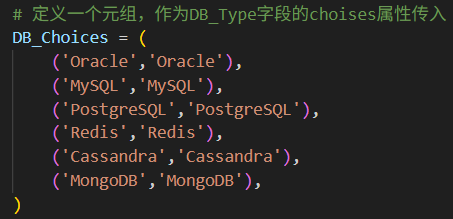 # 定义一个元组，作为DB_Type字段的choises属性传入
DB_Choices = (
    ('Oracle','Oracle'),
    ('MySQL','MySQL'),
    ('PostgreSQL','PostgreSQL'),
    ('Redis','Redis'),
    ('Cassandra','Cassandra'),
    ('MongoDB','MongoDB'),
)